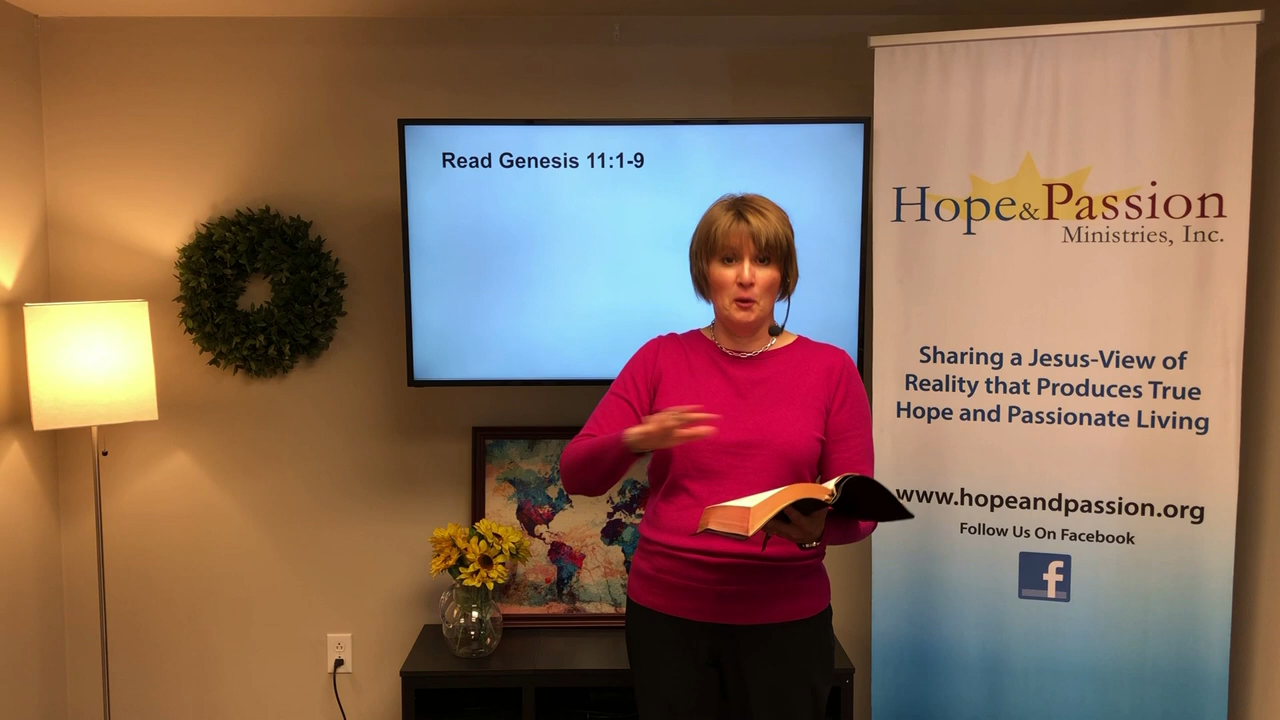 Read Genesis 11:1-9
Hope&Passion
Ministries, Inc.
Sharing a Jesus-View of
Reality that Produces True
Hope and Passionate Living
www.hopeandpassion.org
Follow Us On Facebook
f